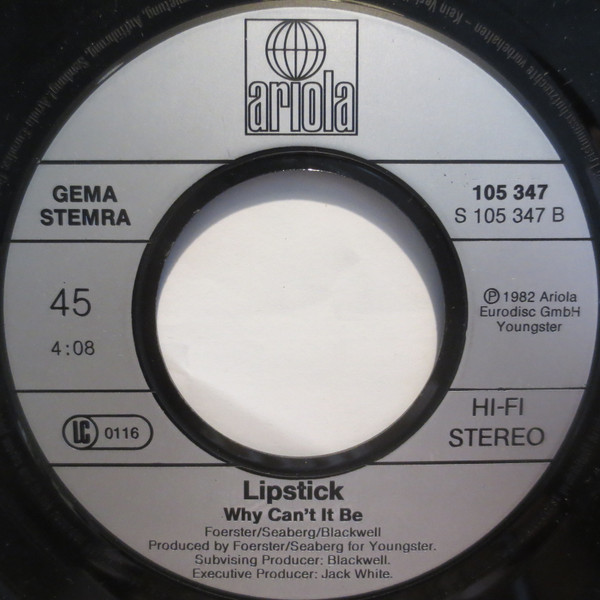 ariola
GEMA
STEMRA
105 347
S 105 347 B
45
4:08
℗ 1982 Ariola
Eurodisc GmbH
Youngster
LC 0116
HI-FI
STEREO
Lipstick
Why Can't It Be
Foerster/Seaberg/Blackwell
Produced by Foerster/Seaberg for Youngster.
Subvising Producer: Blackwell.
Executive Producer: Jack White.